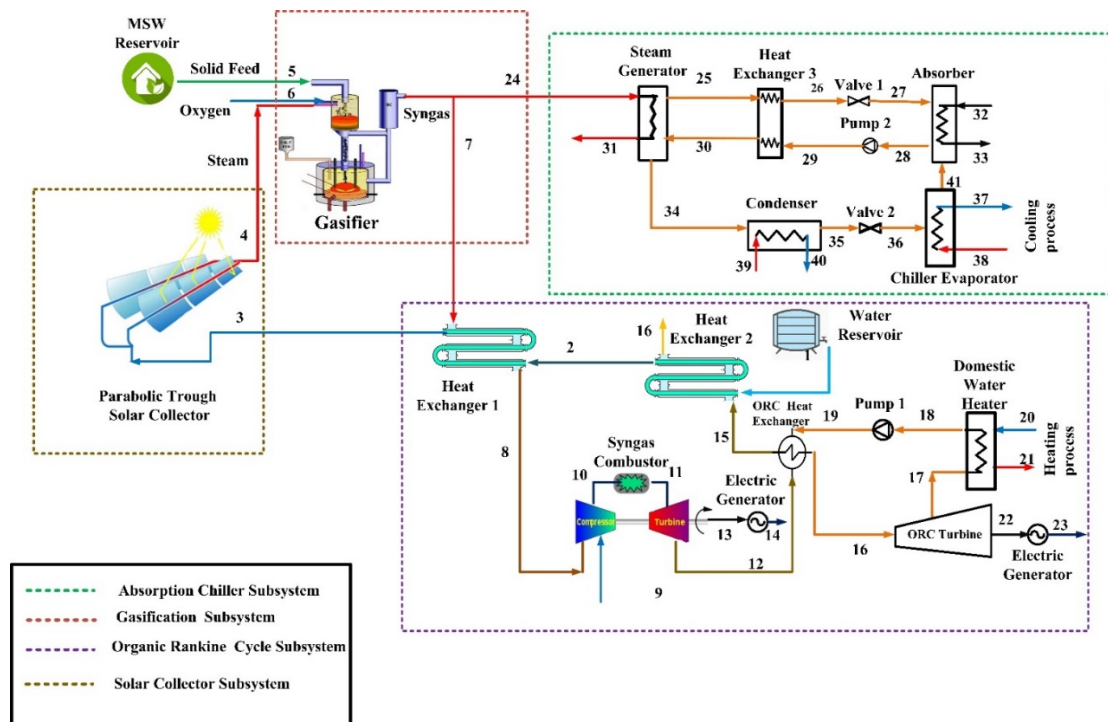 MSW
Reservoir
Solid Feed
5
6
Oxygen
Steam
4
Syngas
24
7
Gasifier
Steam
Generator
25
Heat
Exchanger 3
26
Valve 1
27
Absorber
32
Pump 2
31
30
29
28
33
41
34
Condenser
35
Valve 2
36
37
38
39
40
Chiller Evaporator
Cooling
process
3
Parabolic Trough
Solar Collector
Heat
Exchanger 1
2
16
Heat
Exchanger 2
Water
Reservoir
1
ORC Heat
Exchanger
15
19
Pump 1
18
Domestic
Water
Heater
20
21
Heating
process
17
8
10
Syngas
Combustor
11
Compressor
Turbine
Electric
Generator
13
14
12
9
16
ORC Turbine
22
23
Electric
Generator
Absorption Chiller Subsystem
Gasification Subsystem
Organic Rankine Cycle Subsystem
Solar Collector Subsystem